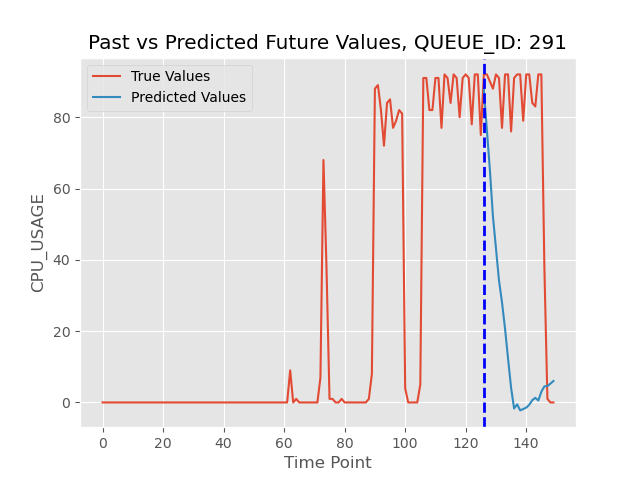 Past vs Predicted Future Values, QUEUE_ID: 291
True Values
Predicted Values
CPU_USAGE
80
60
40
20
0
0 20 40 60 80 100 120 140
Time Point